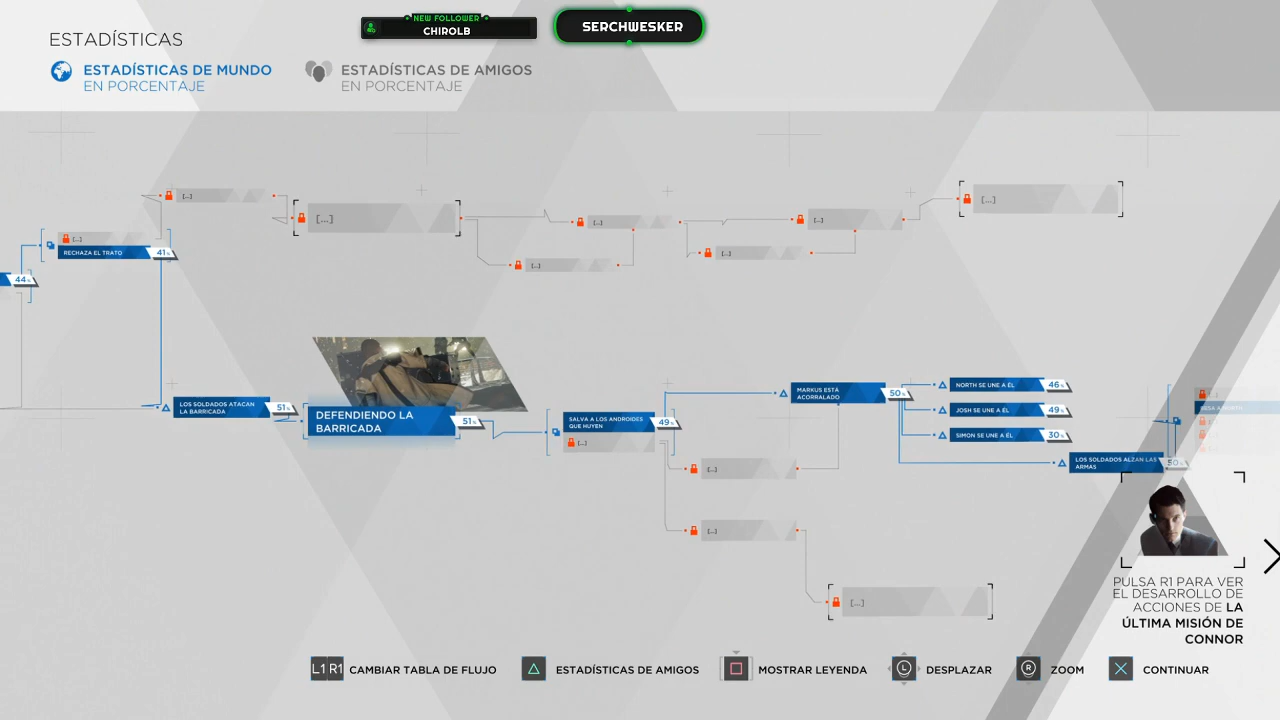 NEW FOLLOWER
CHIROLB
SERCHWESKER
ESTADÍSTICAS
ESTADÍSTICAS DE MUNDO
EN PORCENTAJE
ESTADÍSTICAS DE AMIGOS
EN PORCENTAJE
[...]
[...]
[...]
[...]
[...]
[...]
[...]
[...]
RECHAZA EL TRATO
41%
44%
LOS SOLDADOS ATACAN
LA BARRICADA
51%
DEFENDIENDO LA
BARRICADA
51%
SALVA A LOS ANDROIDES
QUE HUYEN
49%
[...]
MARKUS ESTÁ
ACORRALADO
50%
NORTH SE UNE A ÉL
46%
JOSH SE UNE A ÉL
49%
SIMON SE UNE A ÉL
30%
LOS SOLDADOS ALZAN LAS
ARMAS
50%
[...]
[...]
[...]
PULSA R1 PARA VER
EL DESARROLLO DE
ACCIONES DE LA
ÚLTIMA MISIÓN DE
CONNOR
L1 R1 CAMBIAR TABLA DE FLUJO
ESTADÍSTICAS DE AMIGOS
MOSTRAR LEYENDA
L DESPLAZAR
R ZOOM
CONTINUAR